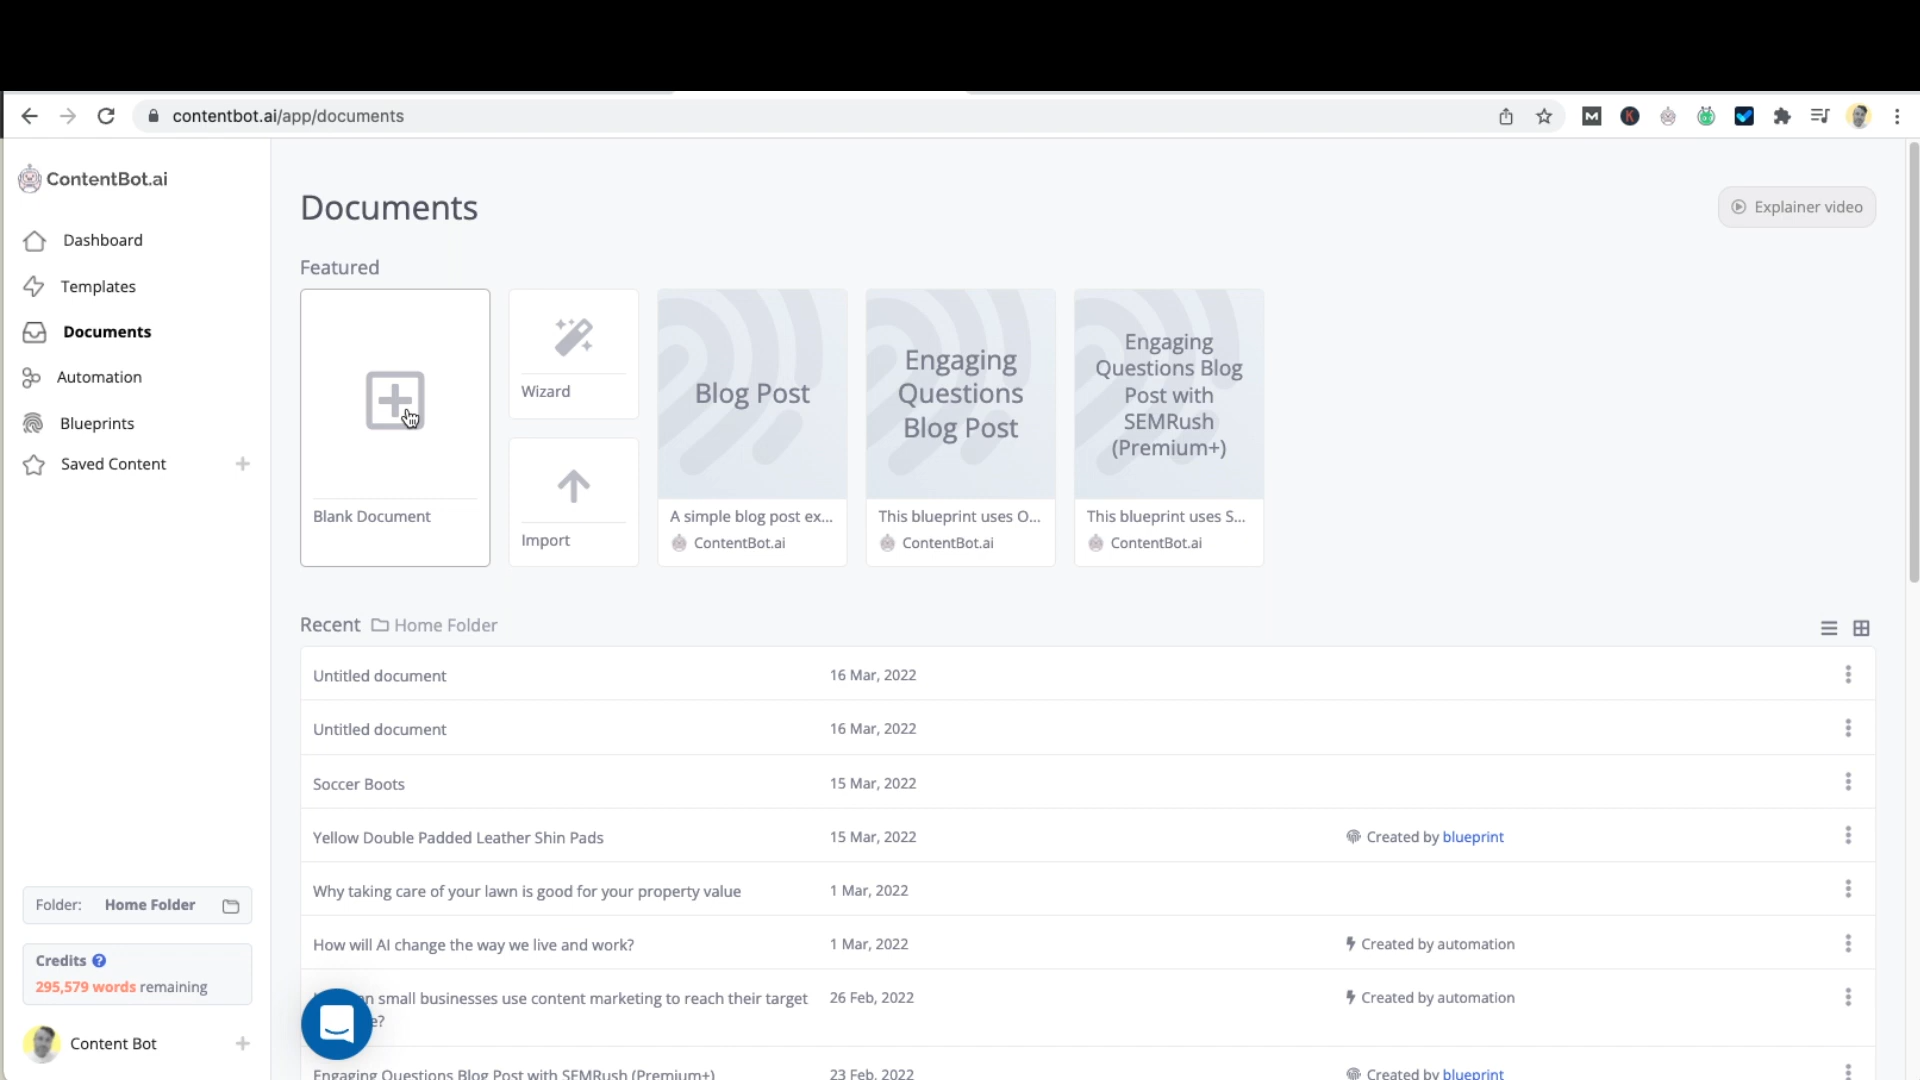 contentbot.ai/app/documents
ContentBot.ai
Dashboard
Templates
Documents
Automation
Blueprints
Saved Content
Folder: Home Folder
Credits ?
295,579 words remaining
Content Bot
Documents
Explainer video
Featured
Blank Document
Wizard
Import
Blog Post
A simple blog post ex...
ContentBot.ai
Engaging
Questions
Blog Post
This blueprint uses O...
ContentBot.ai
Engaging
Questions Blog
Post with
SEMRush
(Premium+)
This blueprint uses S...
ContentBot.ai
Recent Home Folder
Untitled document 16 Mar, 2022
Untitled document 16 Mar, 2022
Soccer Boots 15 Mar, 2022
Yellow Double Padded Leather Shin Pads 15 Mar, 2022 Created by blueprint
Why taking care of your lawn is good for your property value 1 Mar, 2022
How will AI change the way we live and work? 1 Mar, 2022 Created by automation
small businesses use content marketing to reach their target 26 Feb, 2022 Created by automation
Engaging Questions Blog Post with SEMRush (Premium+) 23 Feb, 2022 Created by blueprint